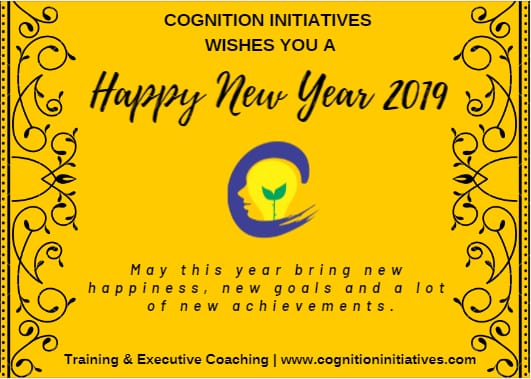 COGNITION INITIATIVES
WISHES YOU A
Happy New Year 2019
May this year bring new
happiness, new goals and a lot
of new achievements.
Training & Executive Coaching | www.cognitioninitiatives.com